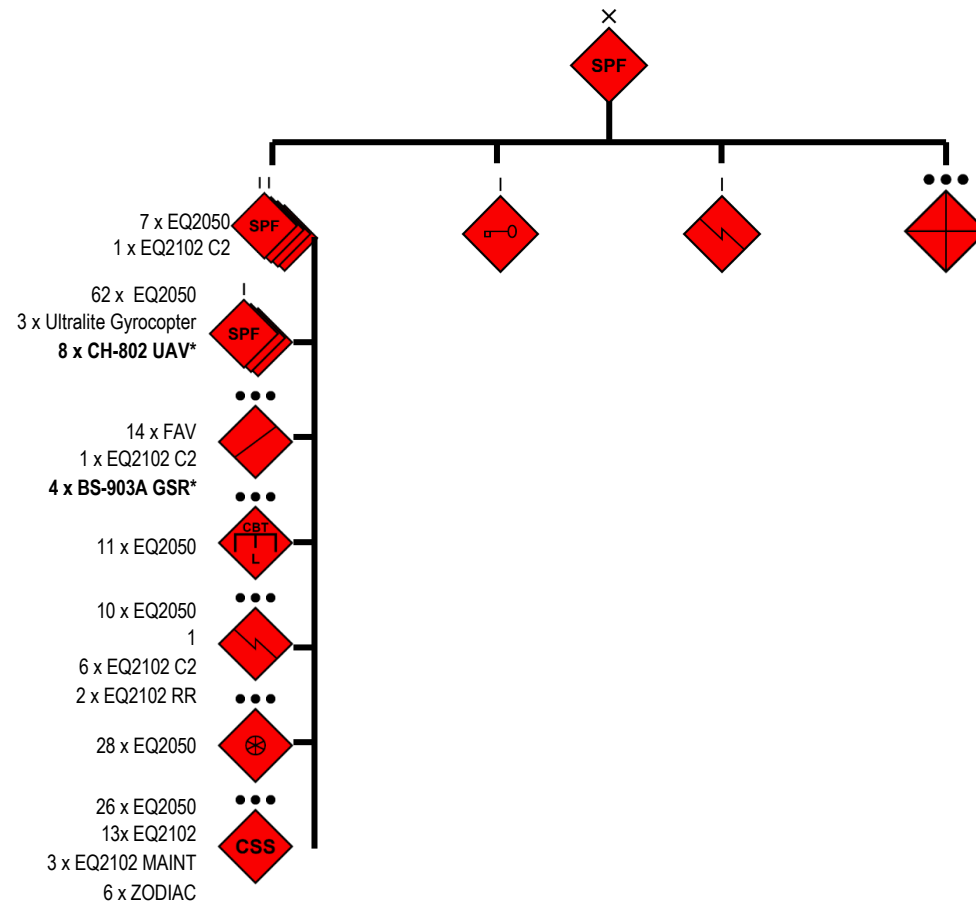 SPF
7 x EQ2050
1 x EQ2102 C2
SPF
62 x EQ2050
3 x Ultralite Gyrocopter
8 x CH-802 UAV*
SPF
14 x FAV
1 x EQ2102 C2
4 x BS-903A GSR*
11 x EQ2050
CBT
L
10 x EQ2050
1
6 x EQ2102 C2
2 x EQ2102 RR
28 x EQ2050
26 x EQ2050
13x EQ2102
3 x EQ2102 MAINT
6 x ZODIAC
CSS